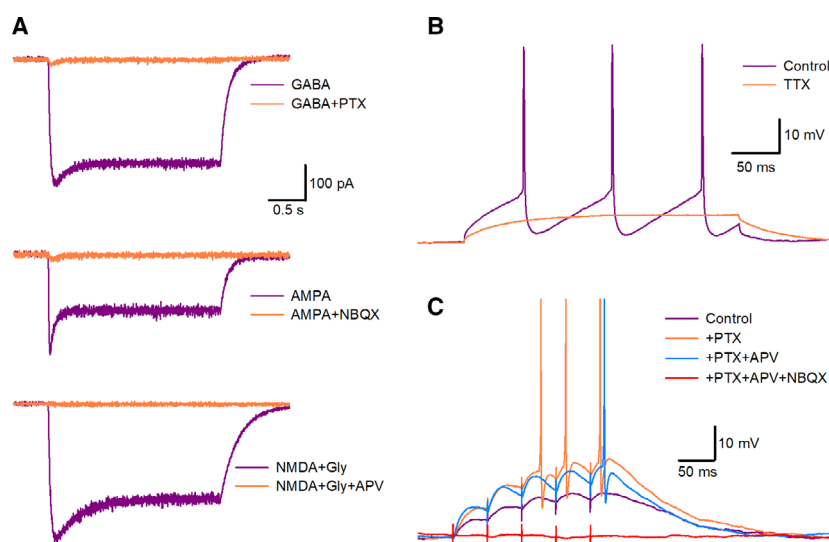 A
GABA
GABA+PTX
100 pA
0.5 s
AMPA
AMPA+NBQX
NMDA+Gly
NMDA+Gly+APV
B
Control
TTX
10 mV
50 ms
C
Control
+PTX
+PTX+APV
+PTX+APV+NBQX
10 mV
50 ms